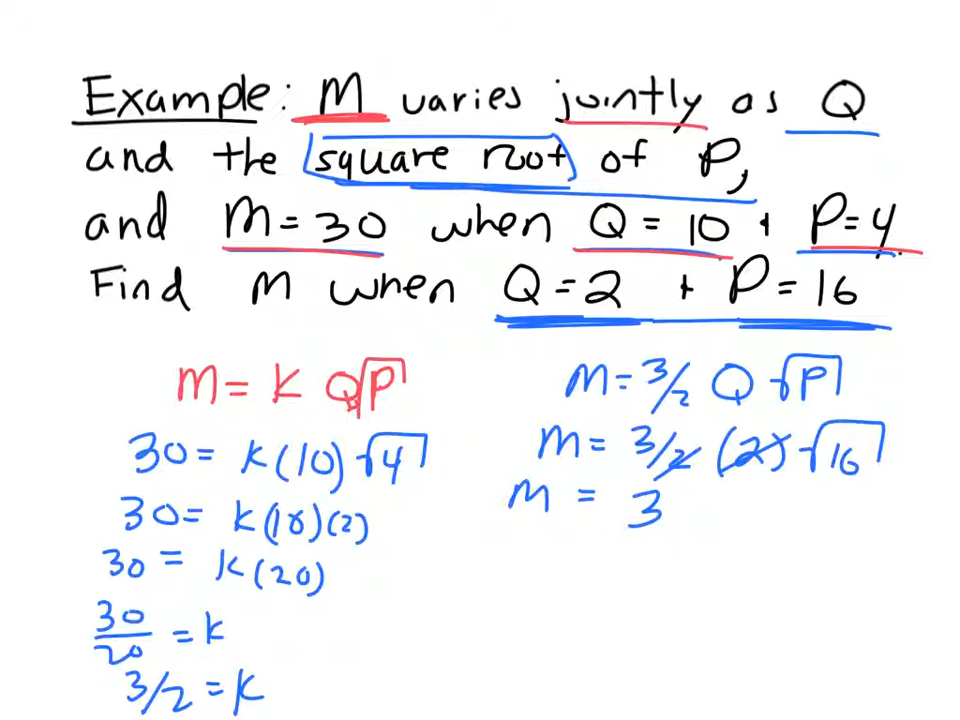 Example: M varies jointly as Q
and the square root of P,
and M = 30 when Q = 10 + P = 4.
Find M when Q = 2 + P = 16
M = K Q√P
30 = K(10)√4
30 = K(10)(2)
30 = K(20)
30/20 = K
3/2 = K
M = 3/2 Q √P
M = 3/2 (2) √16
M = 3